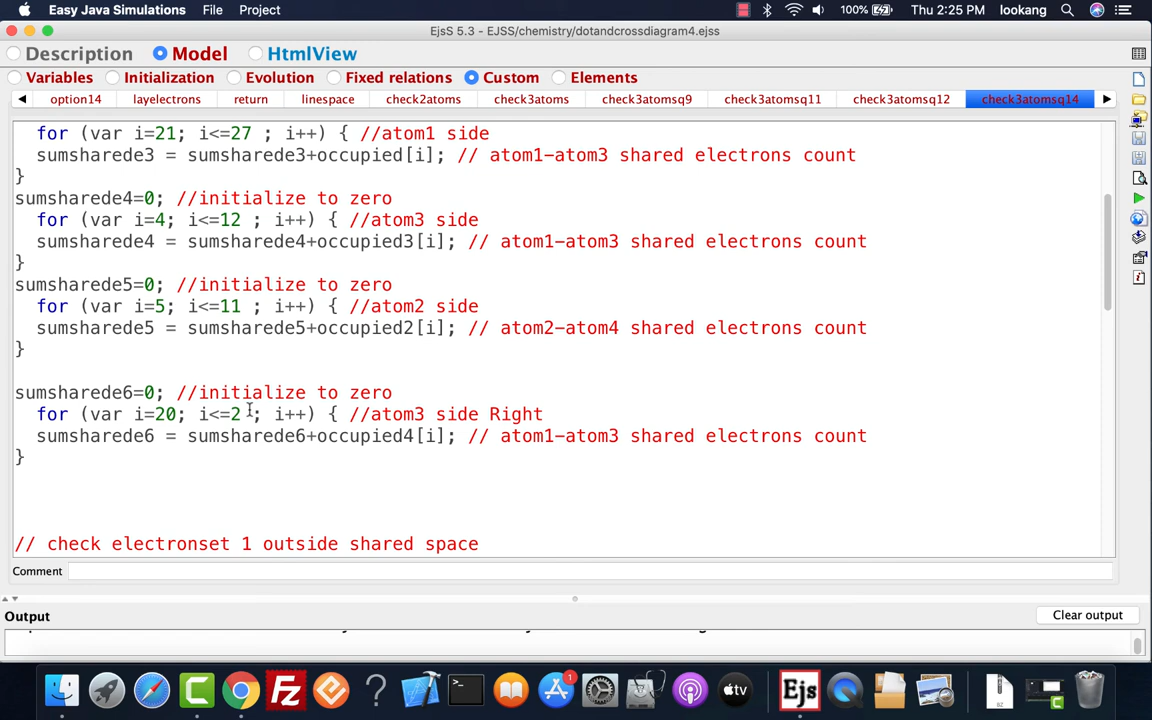 Easy Java Simulations File Project 100% Thu 2:25 PM lookang
EjsS 5.3 - EJSS/chemistry/dotandcrossdiagram4.ejss
Description Model HtmlView
Variables Initialization Evolution Fixed relations Custom Elements
option14 layelectrons return linespace check2atoms check3atoms check3atomsq9 check3atomsq11 check3atomsq12 check3atomsq14
for (var i=21; i<=27 ; i++) { //atom1 side
sumsharede3 = sumsharede3+occupied[i]; // atom1-atom3 shared electrons count
}
sumsharede4=0; //initialize to zero
for (var i=4; i<=12 ; i++) { //atom3 side
sumsharede4 = sumsharede4+occupied3[i]; // atom1-atom3 shared electrons count
}
sumsharede5=0; //initialize to zero
for (var i=5; i<=11 ; i++) { //atom2 side
sumsharede5 = sumsharede5+occupied2[i]; // atom2-atom4 shared electrons count
}
sumsharede6=0; //initialize to zero
for (var i=20; i<=2 ; i++) { //atom3 side Right
sumsharede6 = sumsharede6+occupied4[i]; // atom1-atom3 shared electrons count
}
// check electronset 1 outside shared space
Comment
Output
Clear output